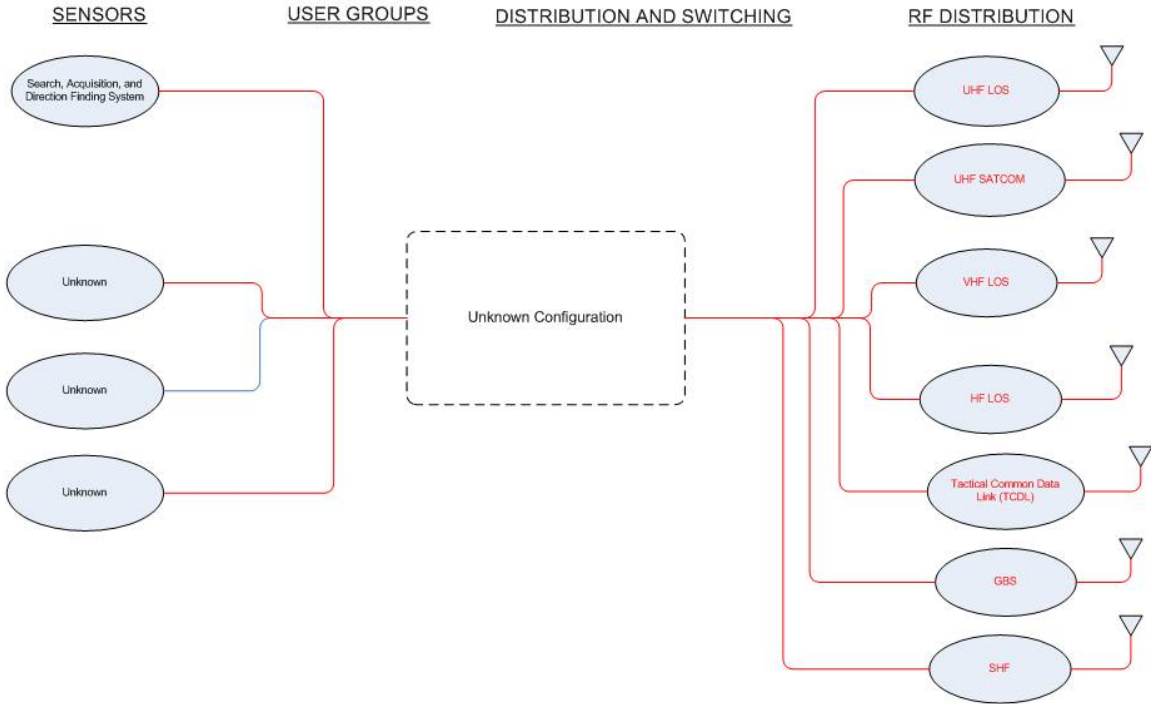 SENSORS
USER GROUPS
DISTRIBUTION AND SWITCHING
RF DISTRIBUTION
Search, Acquisition, and
Direction Finding System
Unknown
Unknown
Unknown
Unknown Configuration
UHF LOS
UHF SATCOM
VHF LOS
HF LOS
Tactical Common Data
Link (TCDL)
GBS
SHF